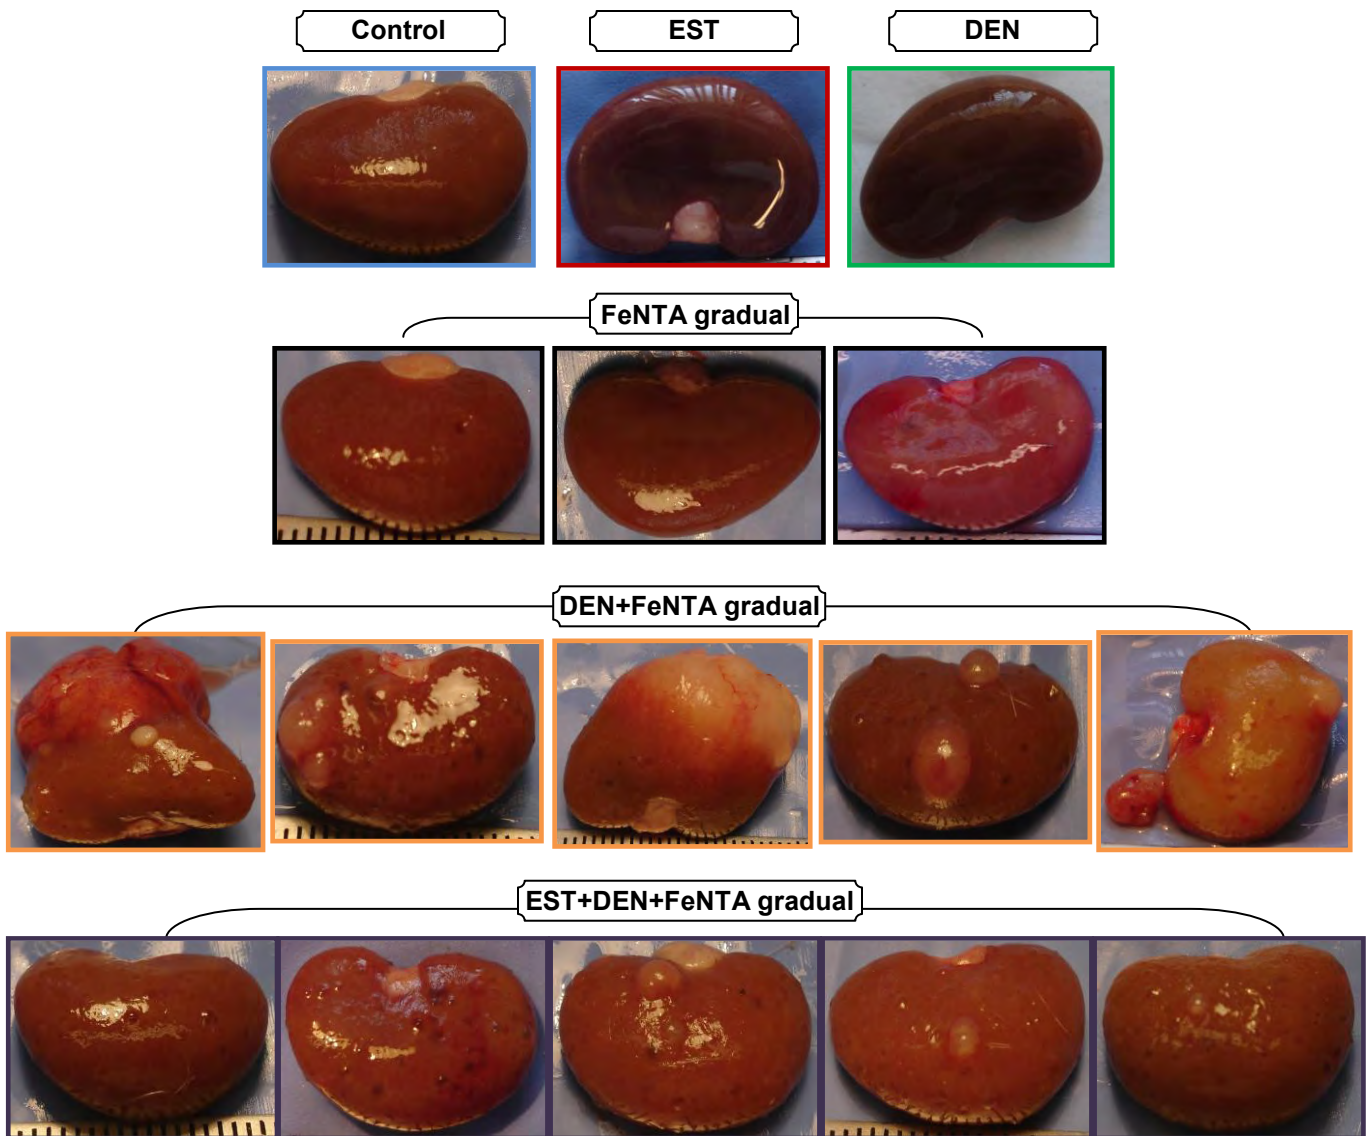 Control
EST
DEN
FeNTA gradual
DEN+FeNTA gradual
EST+DEN+FeNTA gradual